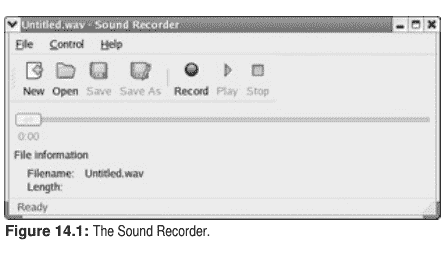 Untitled.wav - Sound Recorder
File Control Help
New Open Save Save As Record Play Stop
0:00
File information
Filename: Untitled.wav
Length:
Ready
Figure 14.1: The Sound Recorder.